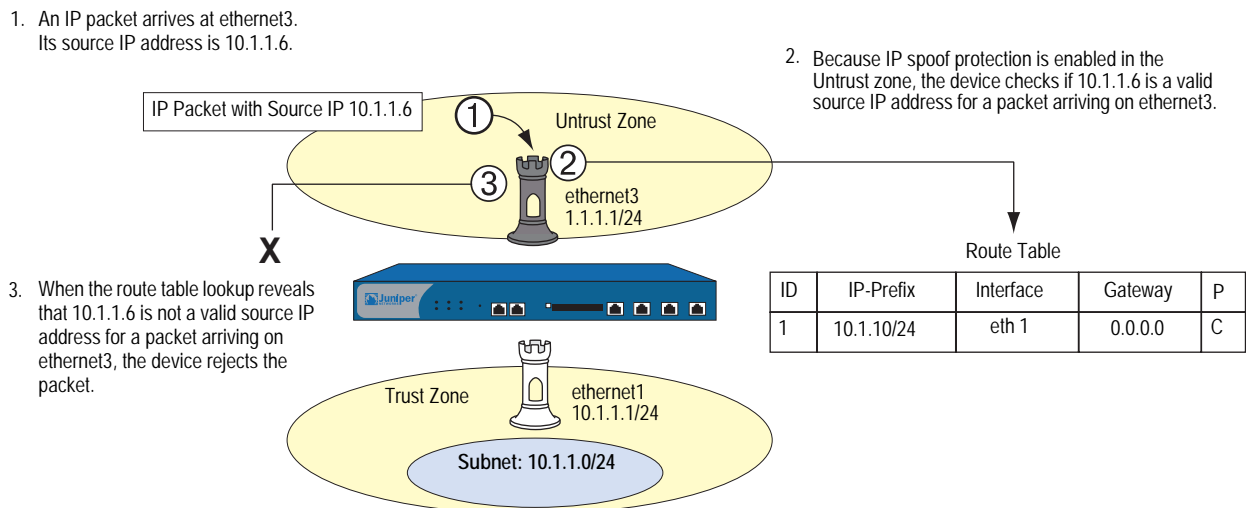 1. An IP packet arrives at ethernet3.
Its source IP address is 10.1.1.6.
2. Because IP spoof protection is enabled in the
Untrust zone, the device checks if 10.1.1.6 is a valid
source IP address for a packet arriving on ethernet3.
IP Packet with Source IP 10.1.1.6
1
Untrust Zone
2
3
ethernet3
1.1.1.1/24
X
3. When the route table lookup reveals
that 10.1.1.6 is not a valid source IP
address for a packet arriving on
ethernet3, the device rejects the
packet.
Route Table
ID IP-Prefix Interface Gateway P
1 10.1.10/24 eth 1 0.0.0.0 C
Juniper
NETWORKS
Trust Zone
ethernet1
10.1.1.1/24
Subnet: 10.1.1.0/24